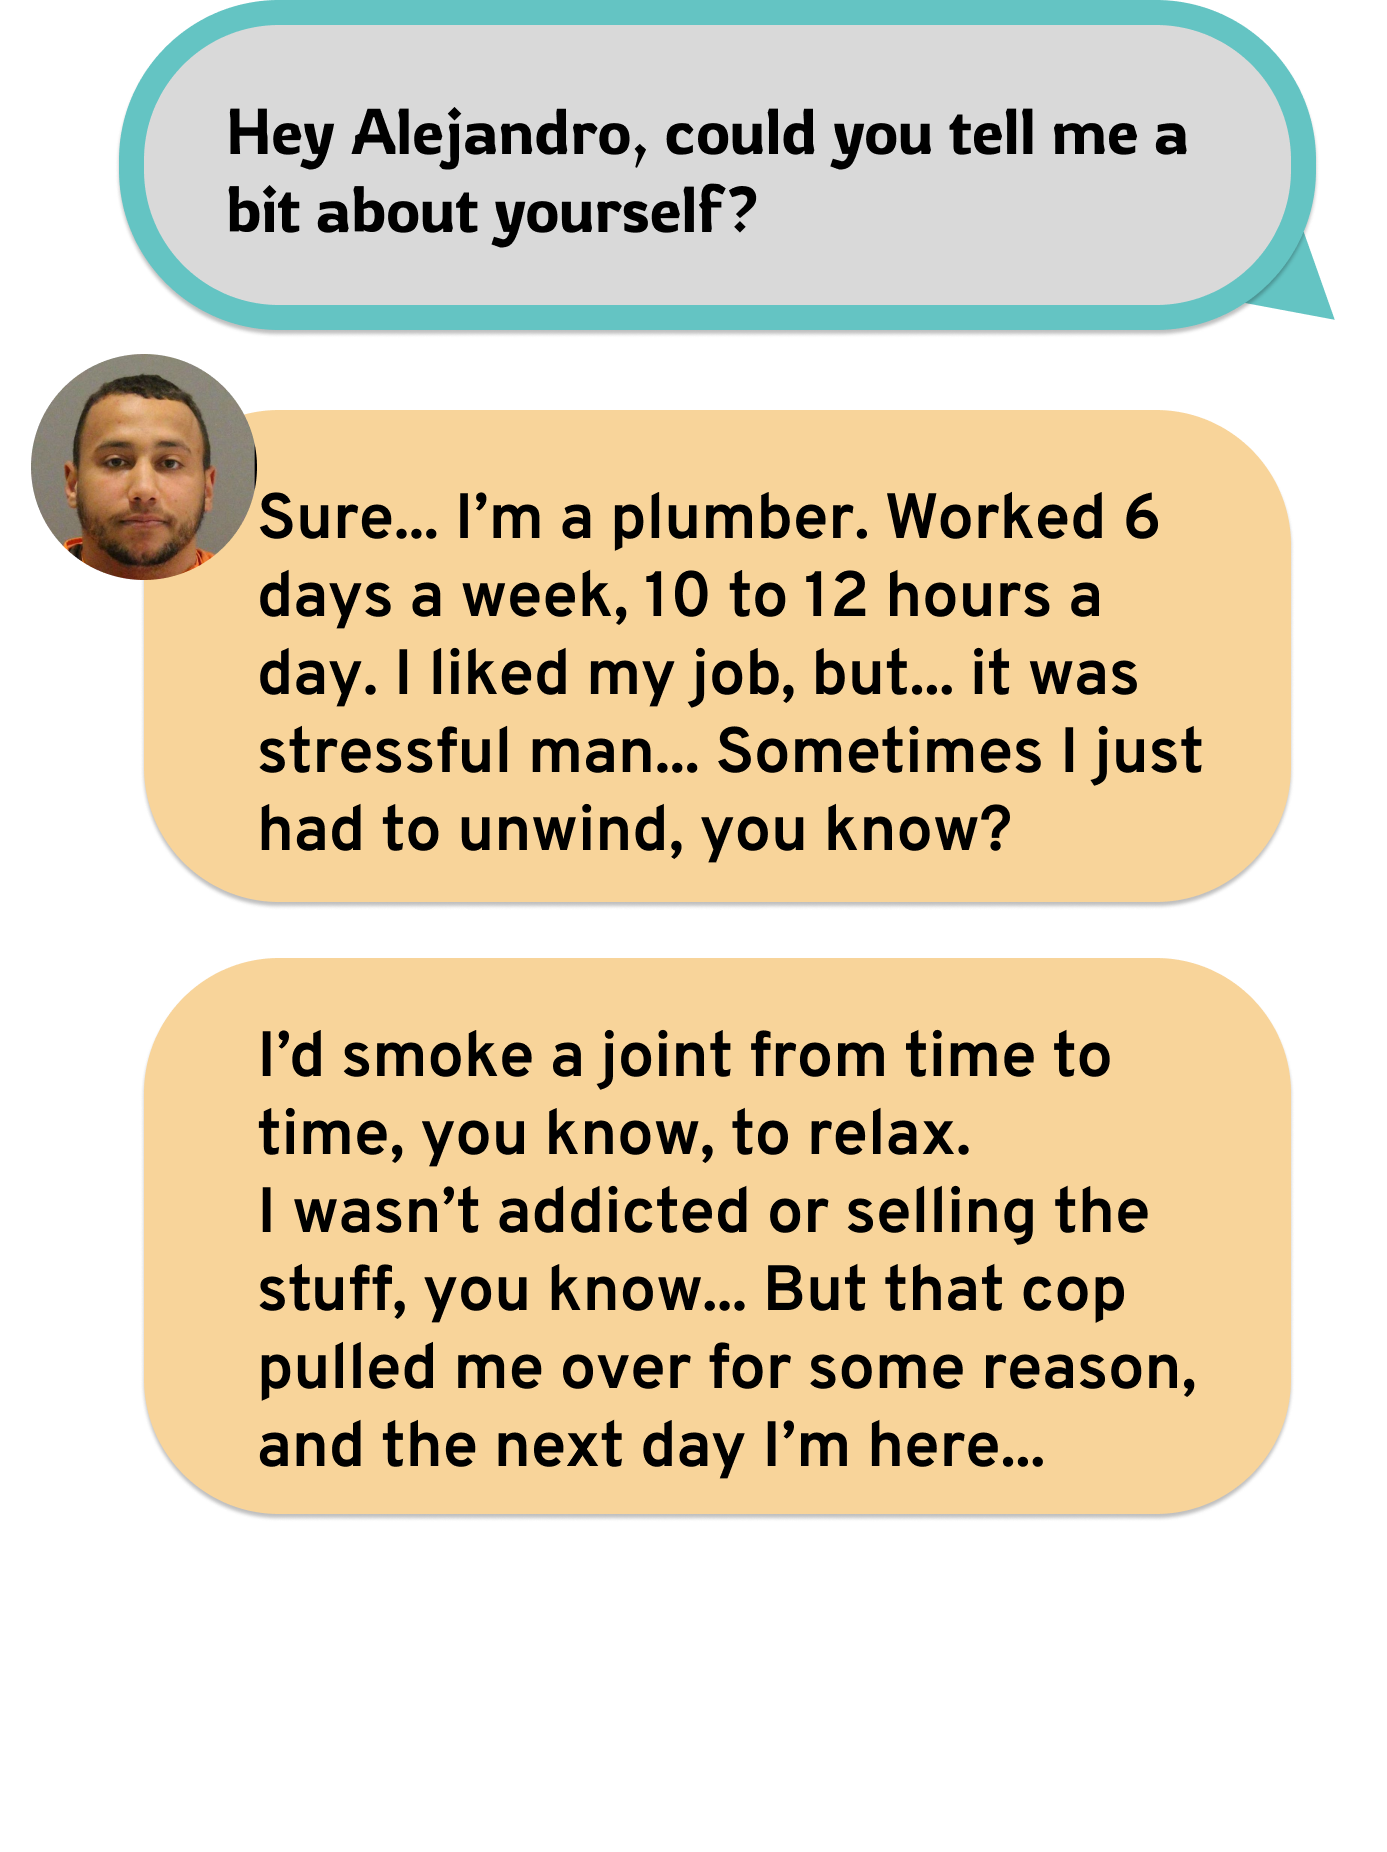 Hey Alejandro, could you tell me a
bit about yourself?
Sure... I’m a plumber. Worked 6
days a week, 10 to 12 hours a
day. I liked my job, but... it was
stressful man... Sometimes I just
had to unwind, you know?
I’d smoke a joint from time to
time, you know, to relax.
I wasn’t addicted or selling the
stuff, you know... But that cop
pulled me over for some reason,
and the next day I’m here...